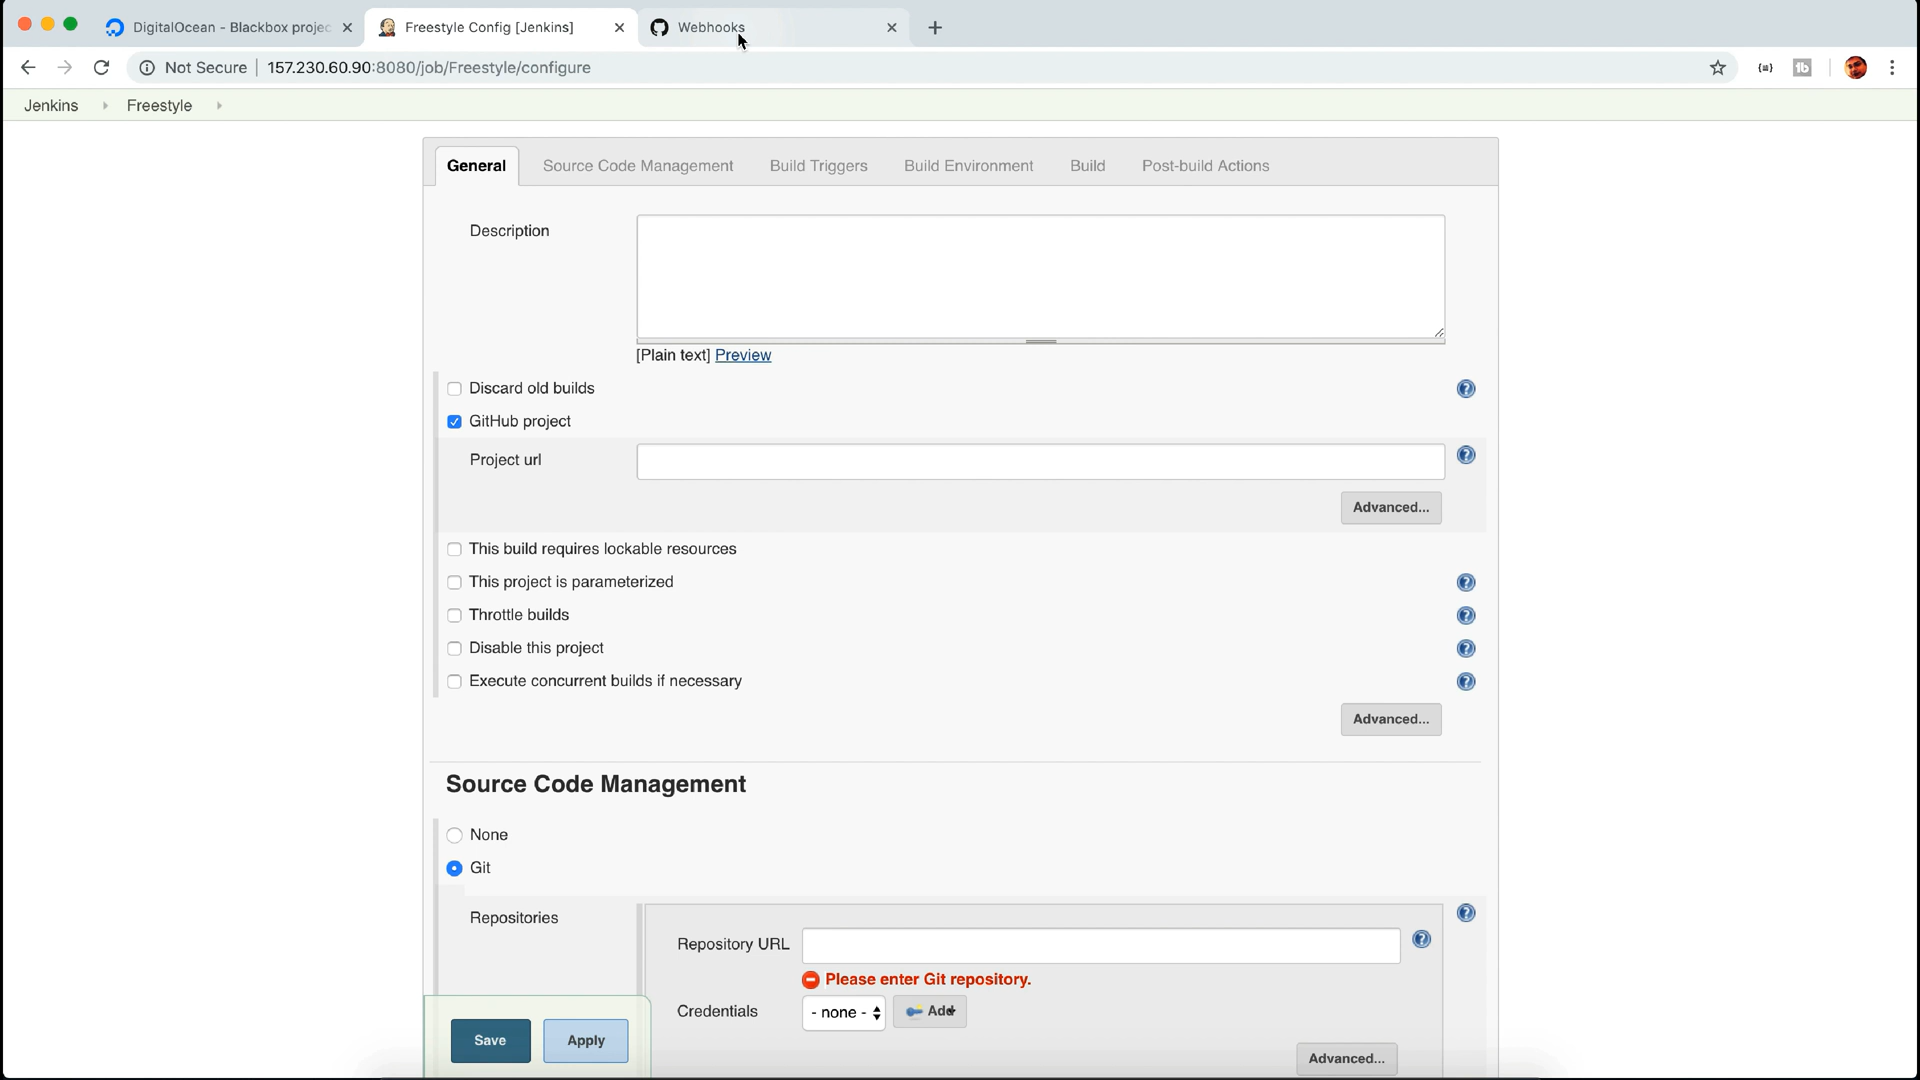 DigitalOcean - Blackbox projec
Freestyle Config [Jenkins]
Webhooks
Not Secure | 157.230.60.90:8080/job/Freestyle/configure
Jenkins
Freestyle
General
Source Code Management
Build Triggers
Build Environment
Build
Post-build Actions
Description
[Plain text] Preview
Discard old builds
GitHub project
Project url
Advanced...
This build requires lockable resources
This project is parameterized
Throttle builds
Disable this project
Execute concurrent builds if necessary
Advanced...
Source Code Management
None
Git
Repositories
Repository URL
Please enter Git repository.
Credentials
- none -
Add
Save
Apply
Advanced...